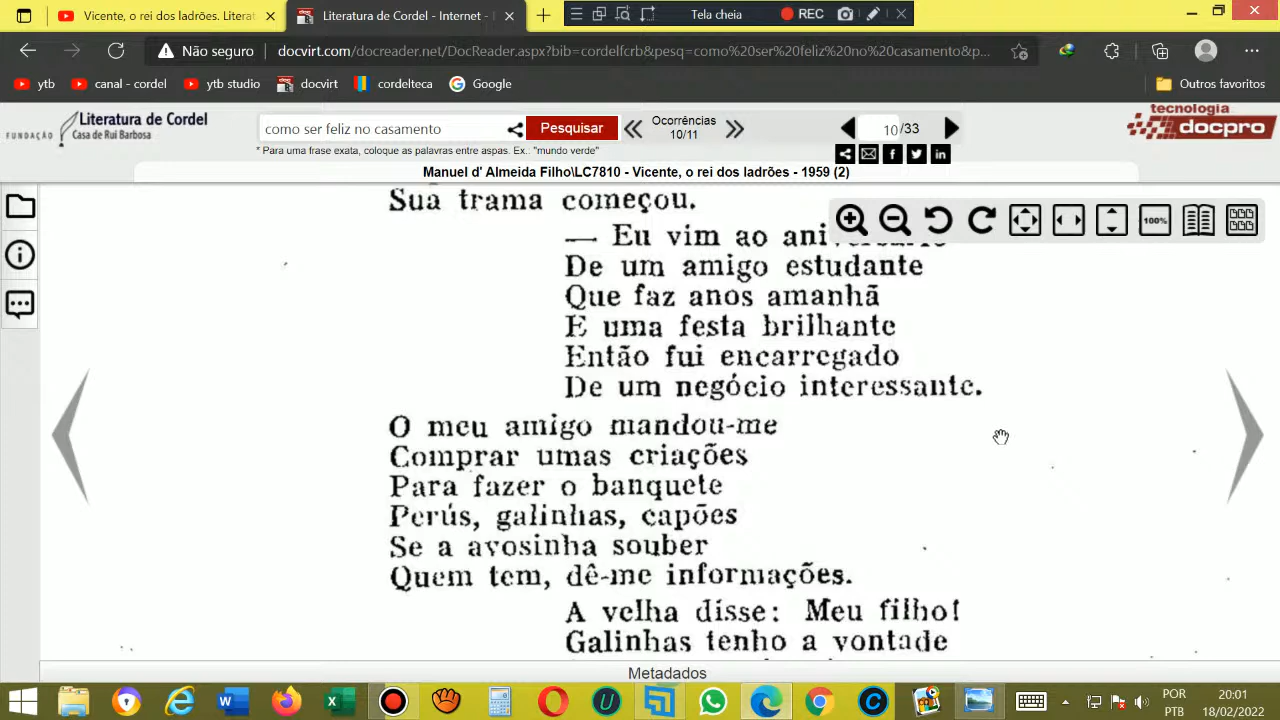 Vicente, o rei dos ladrões. Literat
Literatura de Cordel - Internet - I
Tela cheia
REC
Não seguro
docvirt.com/docreader.net/DocReader.aspx?bib=cordelfcrb&pesq=como%20ser%20feliz%20no%20casamento&p...
ytb
canal - cordel
ytb studio
docvirt
cordelteca
Google
Outros favoritos
FUNDAÇÃO
Literatura de Cordel
Casa de Rui Barbosa
como ser feliz no casamento
Pesquisar
Ocorrências
10/11
10 /33
tecnologia
docpro
* Para uma frase exata, coloque as palavras entre aspas. Ex.: "mundo verde"
Manuel d' Almeida Filho\LC7810 - Vicente, o rei dos ladrões - 1959 (2)
100%
Sua trama começou.
— Eu vim ao aniversário
De um amigo estudante
Que faz anos amanhã
E uma festa brilhante
Então fui encarregado
De um negócio interessante.
O meu amigo mandou-me
Comprar umas criações
Para fazer o banquete
Perús, galinhas, capões
Se a avosinha souber
Quem tem, dê-me informações.
A velha disse: Meu filho!
Galinhas tenho a vontade
Metadados
POR
PTB
20:01
18/02/2022